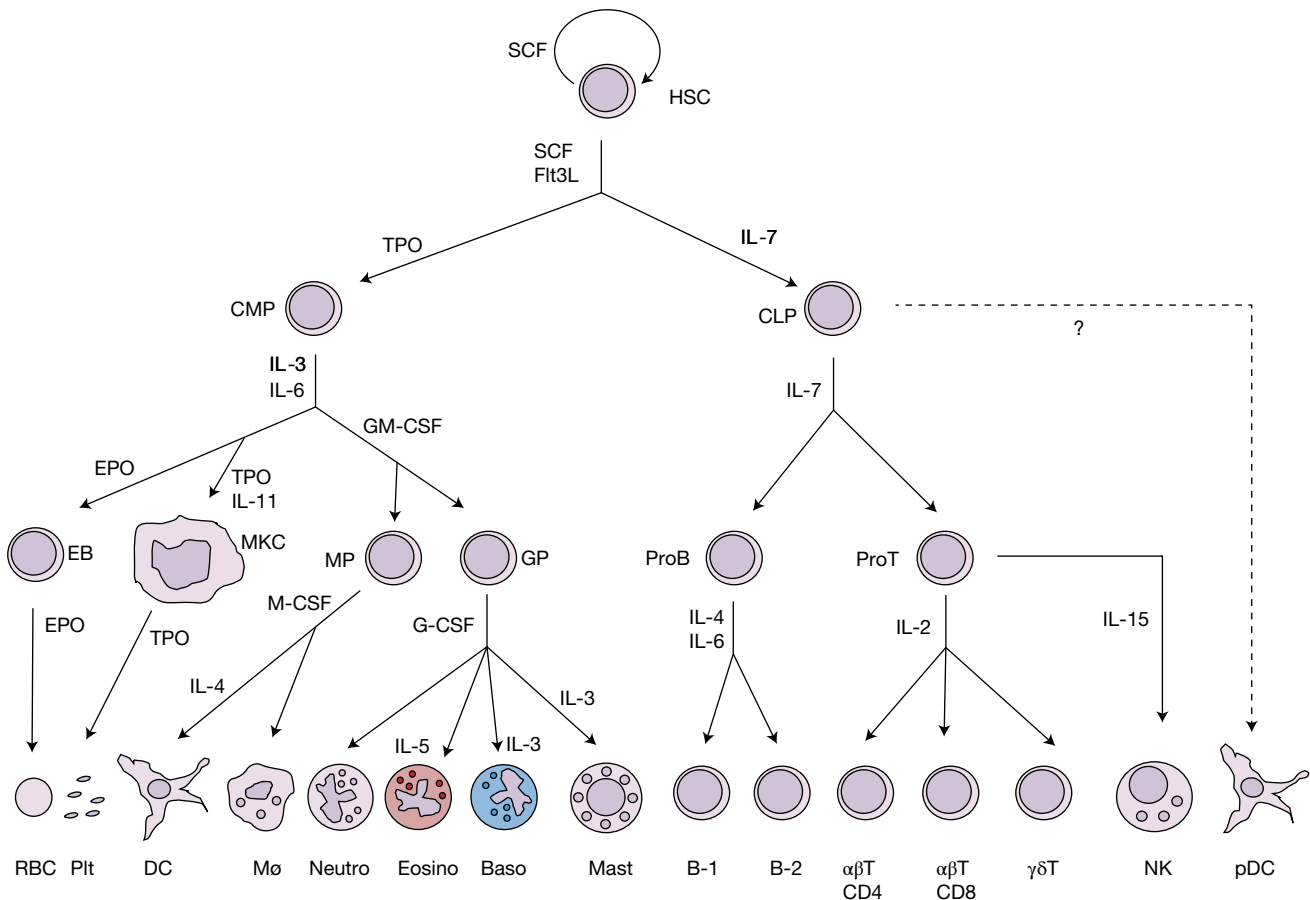 SCF
HSC
SCF
Flt3L
TPO
IL-7
CMP
CLP
?
IL-3
IL-6
IL-7
GM-CSF
EPO
TPO
IL-11
EB
MKC
MP
GP
ProB
ProT
M-CSF
EPO
TPO
G-CSF
IL-4
IL-6
IL-2
IL-15
IL-4
IL-3
IL-5
IL-3
RBC
Plt
DC
Mø
Neutro
Eosino
Baso
Mast
B-1
B-2
αβT
CD4
αβT
CD8
γδT
NK
pDC